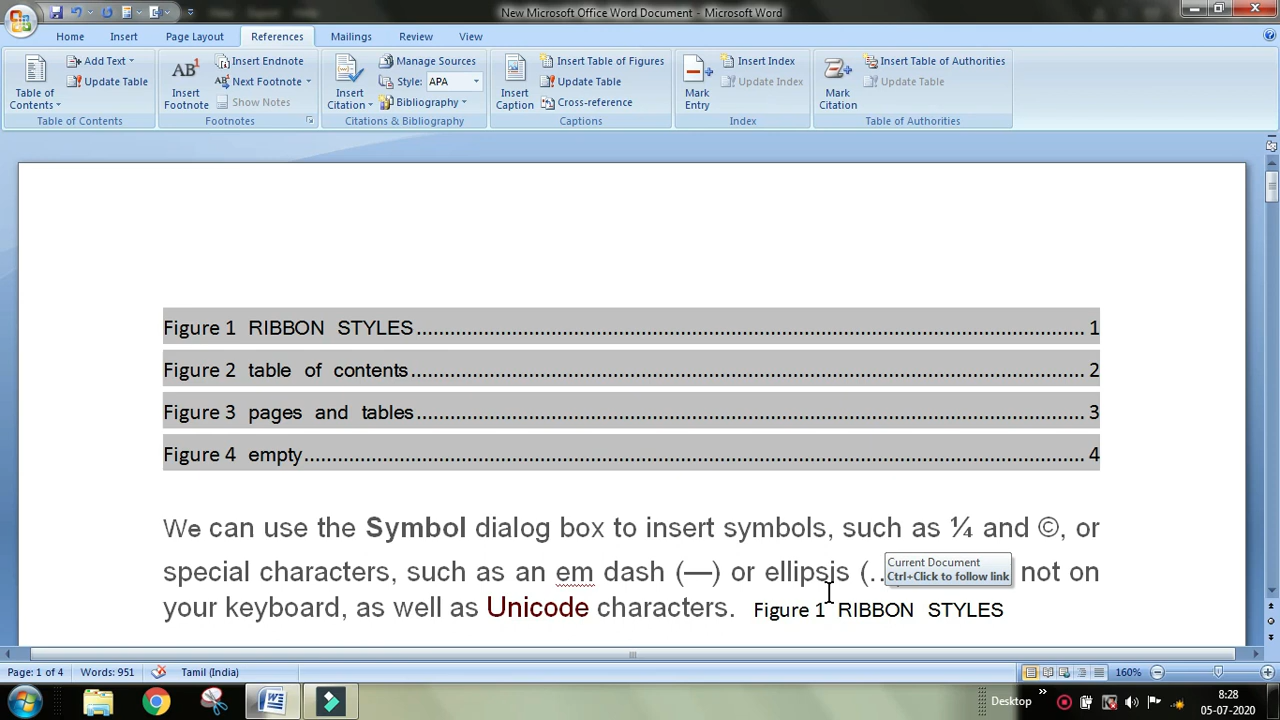 New Microsoft Office Word Document - Microsoft Word
Home Insert Page Layout References Mailings Review View
Table of Contents
Add Text
Update Table
Table of Contents
AB1
Insert Footnote
Insert Endnote
AB1 Next Footnote
Show Notes
Footnotes
Insert Citation
Manage Sources
Style: APA
Bibliography
Citations & Bibliography
Insert Caption
Insert Table of Figures
Update Table
Cross-reference
Captions
Mark Entry
Insert Index
Update Index
Index
Mark Citation
Insert Table of Authorities
Update Table
Table of Authorities
Figure 1 RIBBON STYLES 1
Figure 2 table of contents 2
Figure 3 pages and tables 3
Figure 4 empty 4
We can use the Symbol dialog box to insert symbols, such as ¼ and ©, or
special characters, such as an em dash (—) or ellipsis (… not on
Current Document
Ctrl+Click to follow link
your keyboard, as well as Unicode characters. Figure 1 RIBBON STYLES
Page: 1 of 4 Words: 951 Tamil (India) 160%
Desktop 8:28
05-07-2020